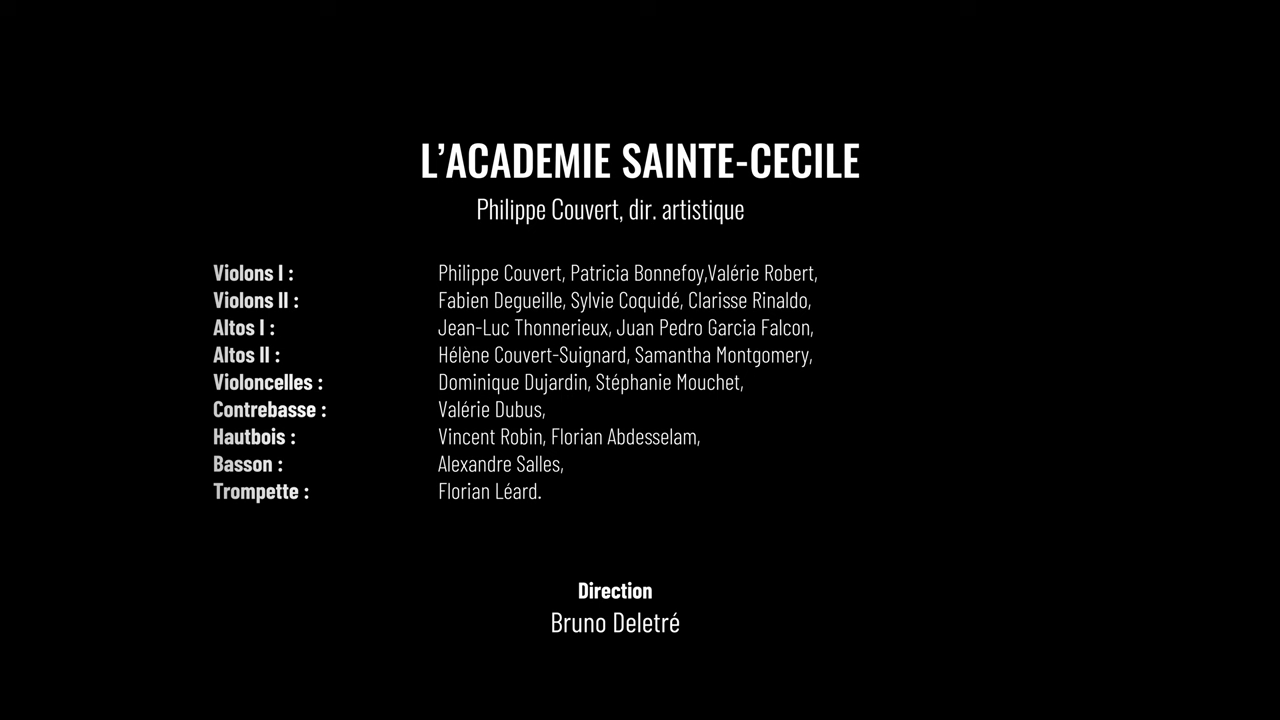 L’ACADEMIE SAINTE-CECILE
Philippe Couvert, dir. artistique
Violons I : Philippe Couvert, Patricia Bonnefoy,Valérie Robert,
Violons II : Fabien Degueille, Sylvie Coquidé, Clarisse Rinaldo,
Altos I : Jean-Luc Thonnerieux, Juan Pedro Garcia Falcon,
Altos II : Hélène Couvert-Suignard, Samantha Montgomery,
Violoncelles : Dominique Dujardin, Stéphanie Mouchet,
Contrebasse : Valérie Dubus,
Hautbois : Vincent Robin, Florian Abdesselam,
Basson : Alexandre Salles,
Trompette : Florian Léard.
Direction
Bruno Deletré